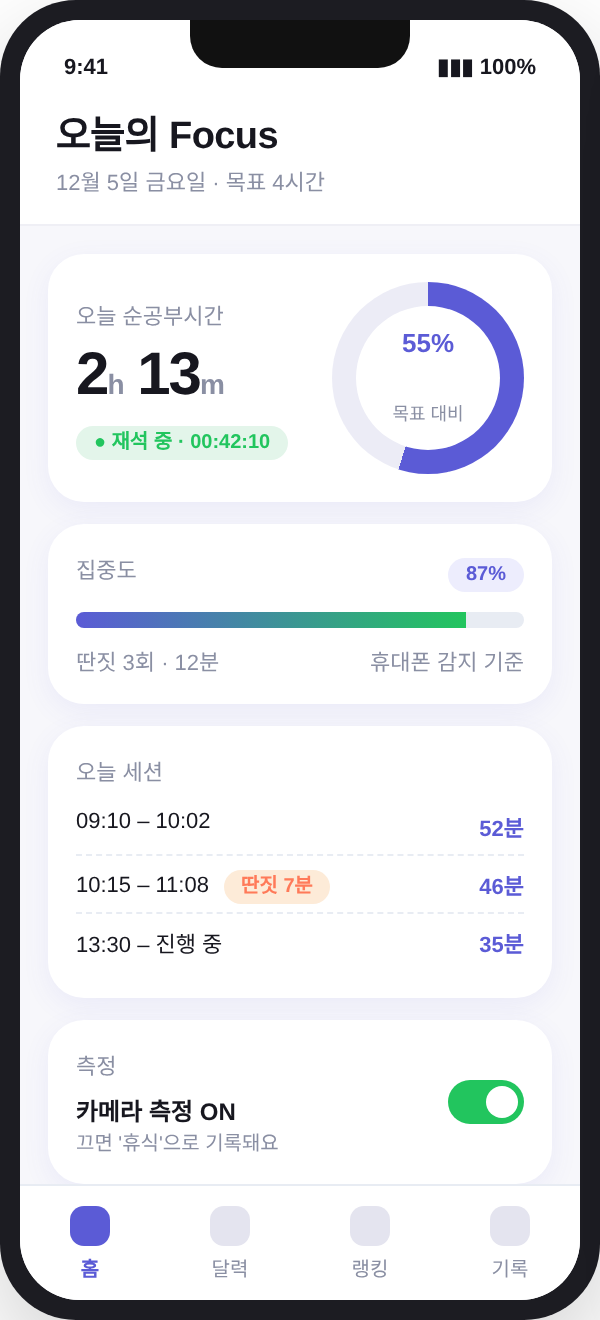 9:41 ▮▮▮ 100%
오늘의 Focus
12월 5일 금요일 · 목표 4시간
오늘 순공부시간
2h 13m
● 재석 중 · 00:42:10
55%
목표 대비
집중도 87%
딴짓 3회 · 12분 휴대폰 감지 기준
오늘 세션
09:10 – 10:02 52분
10:15 – 11:08 딴짓 7분 46분
13:30 – 진행 중 35분
측정
카메라 측정 ON
끄면 '휴식'으로 기록돼요
홈 달력 랭킹 기록